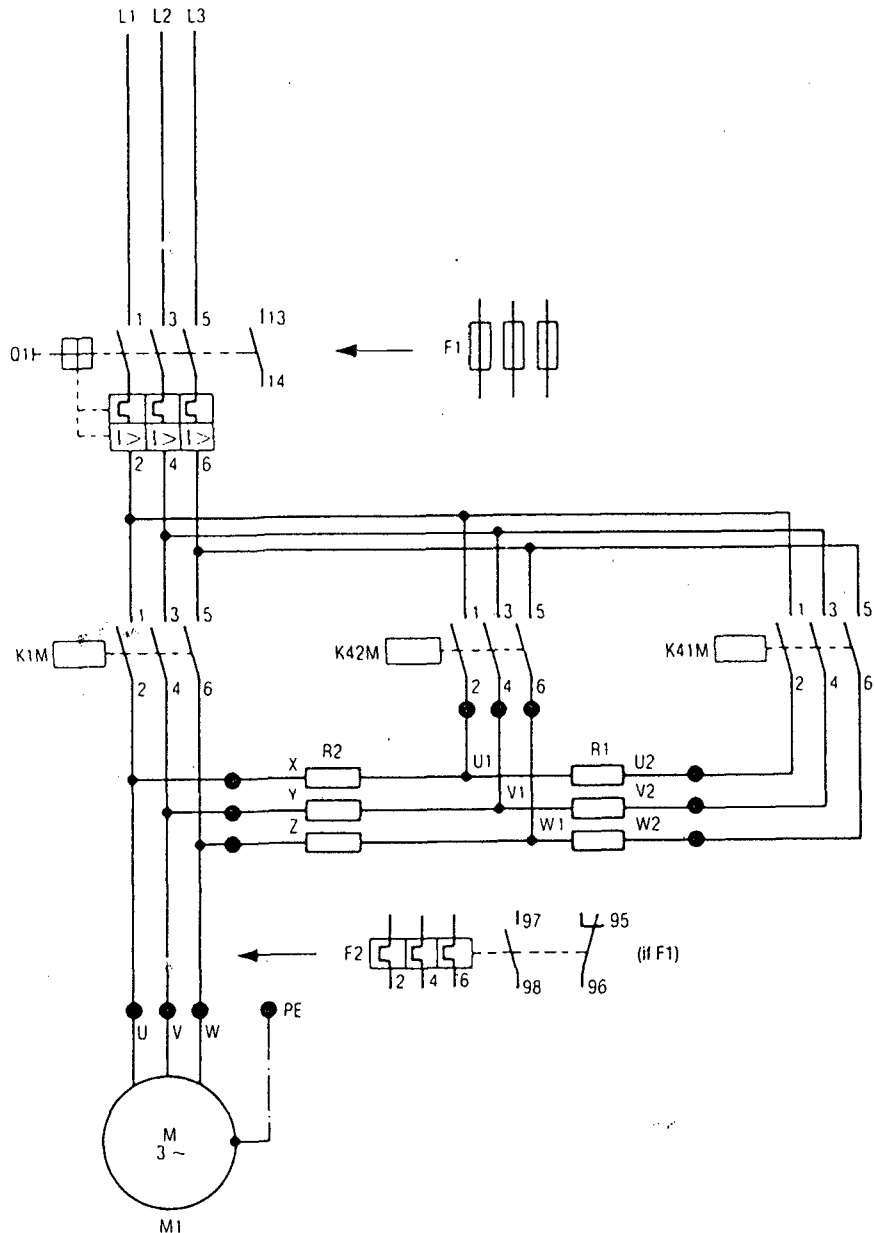 L1 L2 L3
1 3 5 13
Q1
14
F1
I> I> I>
2 4 6
1 3 5
K1M
2 4 6
1 3 5
K42M
2 4 6
1 3 5
K41M
2 4 6
X R2 U1 R1 U2
Y V1 V2
Z W1 W2
F2
2 4 6
97
98
95
96
(if F1)
U V W PE
M
3 ~
M1